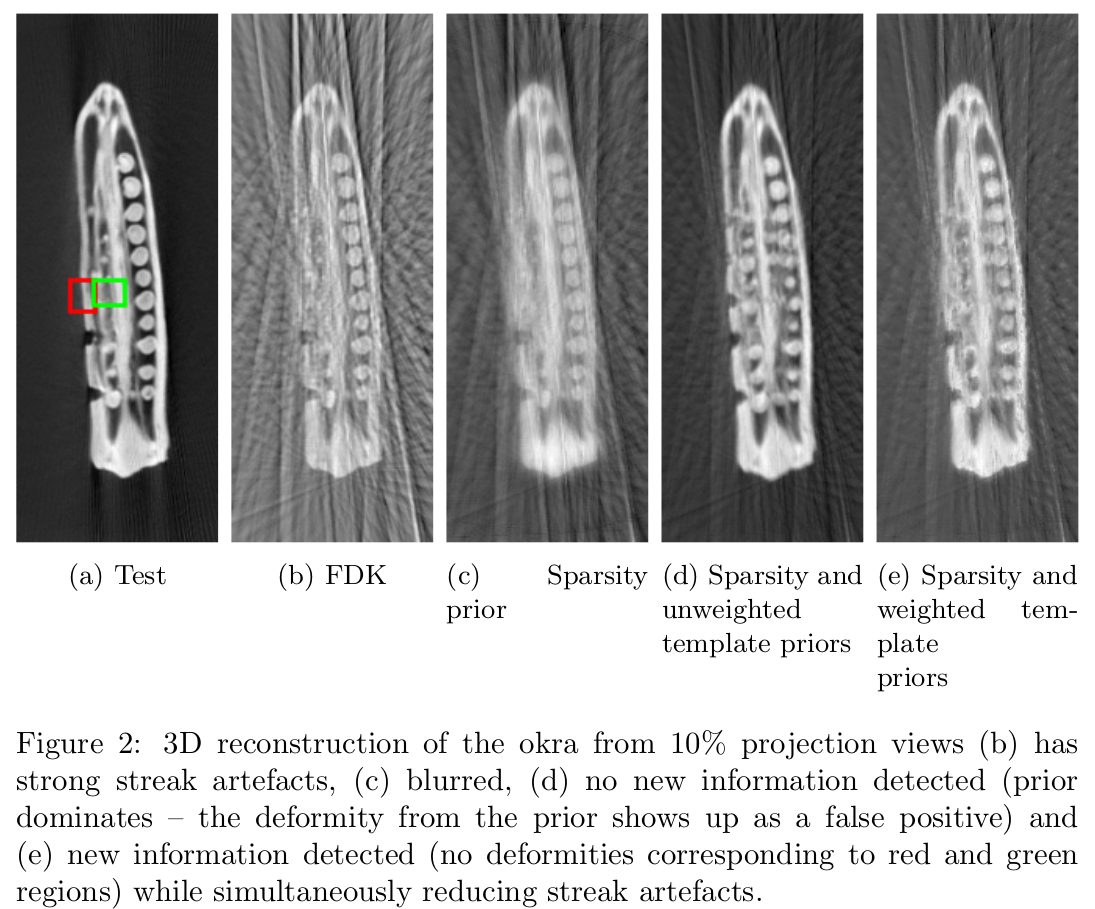 (a) Test
(b) FDK
(c) Sparsity
prior
(d) Sparsity and
unweighted
template priors
(e) Sparsity and
weighted tem-
plate
priors
Figure 2: 3D reconstruction of the okra from 10% projection views (b) has
strong streak artefacts, (c) blurred, (d) no new information detected (prior
dominates – the deformity from the prior shows up as a false positive) and
(e) new information detected (no deformities corresponding to red and green
regions) while simultaneously reducing streak artefacts.